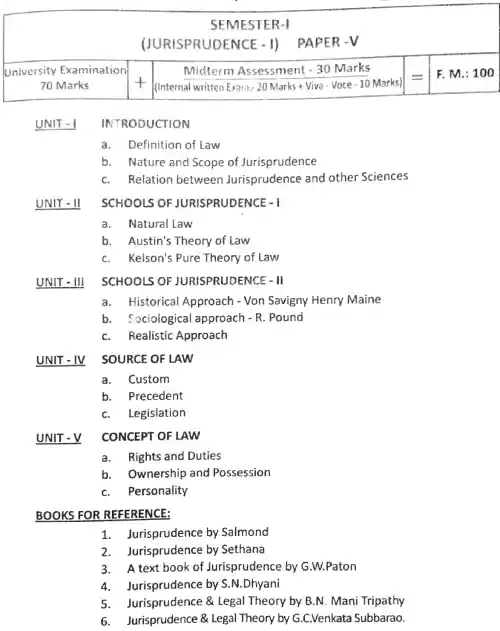 SEMESTER-I
(JURISPRUDENCE - I) PAPER -V
University Examination
70 Marks
+
Midterm Assessment - 30 Marks
(Internal written Exam - 20 Marks + Viva - Voce - 10 Marks)
=
F. M.: 100
UNIT - I INTRODUCTION
a. Definition of Law
b. Nature and Scope of Jurisprudence
c. Relation between Jurisprudence and other Sciences
UNIT - II SCHOOLS OF JURISPRUDENCE - I
a. Natural Law
b. Austin's Theory of Law
c. Kelson's Pure Theory of Law
UNIT - III SCHOOLS OF JURISPRUDENCE - II
a. Historical Approach - Von Savigny Henry Maine
b. Sociological approach - R. Pound
c. Realistic Approach
UNIT - IV SOURCE OF LAW
a. Custom
b. Precedent
c. Legislation
UNIT - V CONCEPT OF LAW
a. Rights and Duties
b. Ownership and Possession
c. Personality
BOOKS FOR REFERENCE:
1. Jurisprudence by Salmond
2. Jurisprudence by Sethana
3. A text book of Jurisprudence by G.W.Paton
4. Jurisprudence by S.N.Dhyani
5. Jurisprudence & Legal Theory by B.N. Mani Tripathy
6. Jurisprudence & Legal Theory by G.C.Venkata Subbarao.